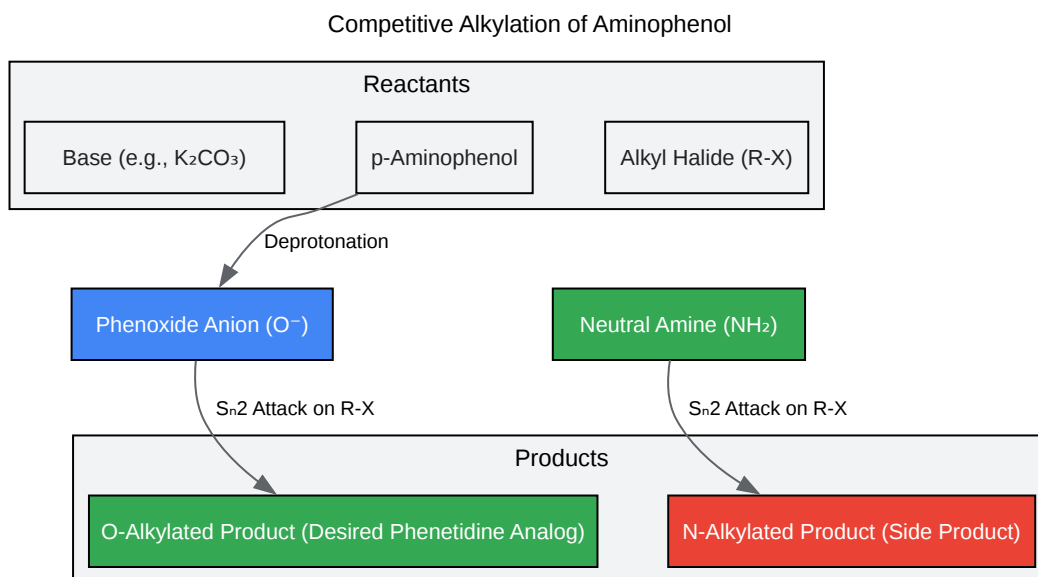 Competitive Alkylation of Aminophenol
Reactants
Base (e.g., K₂CO₃)
p-Aminophenol
Alkyl Halide (R-X)
Deprotonation
Phenoxide Anion (O⁻)
Neutral Amine (NH₂)
Sₙ2 Attack on R-X
Sₙ2 Attack on R-X
Products
O-Alkylated Product (Desired Phenetidine Analog)
N-Alkylated Product (Side Product)